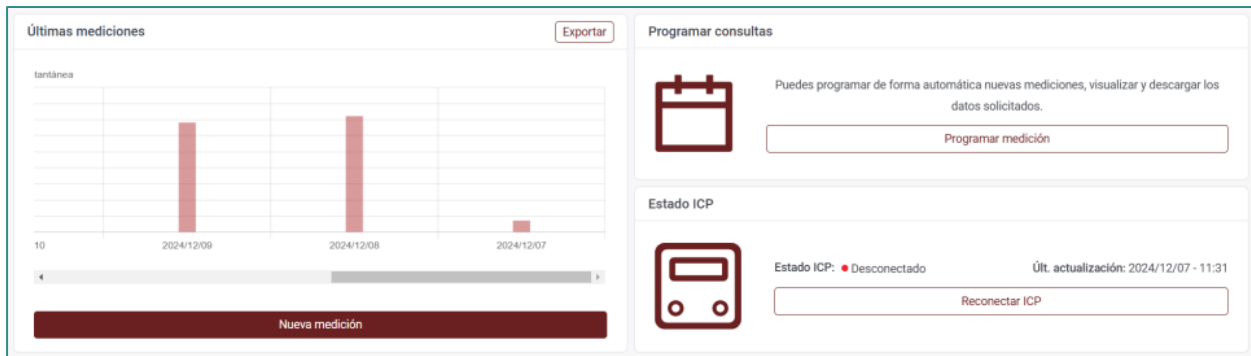 Últimas mediciones
Exportar
tantánea
10
2024/12/09
2024/12/08
2024/12/07
Nueva medición
Programar consultas
Puedes programar de forma automática nuevas mediciones, visualizar y descargar los
datos solicitados.
Programar medición
Estado ICP
Estado ICP: Desconectado
Últ. actualización: 2024/12/07 - 11:31
Reconectar ICP